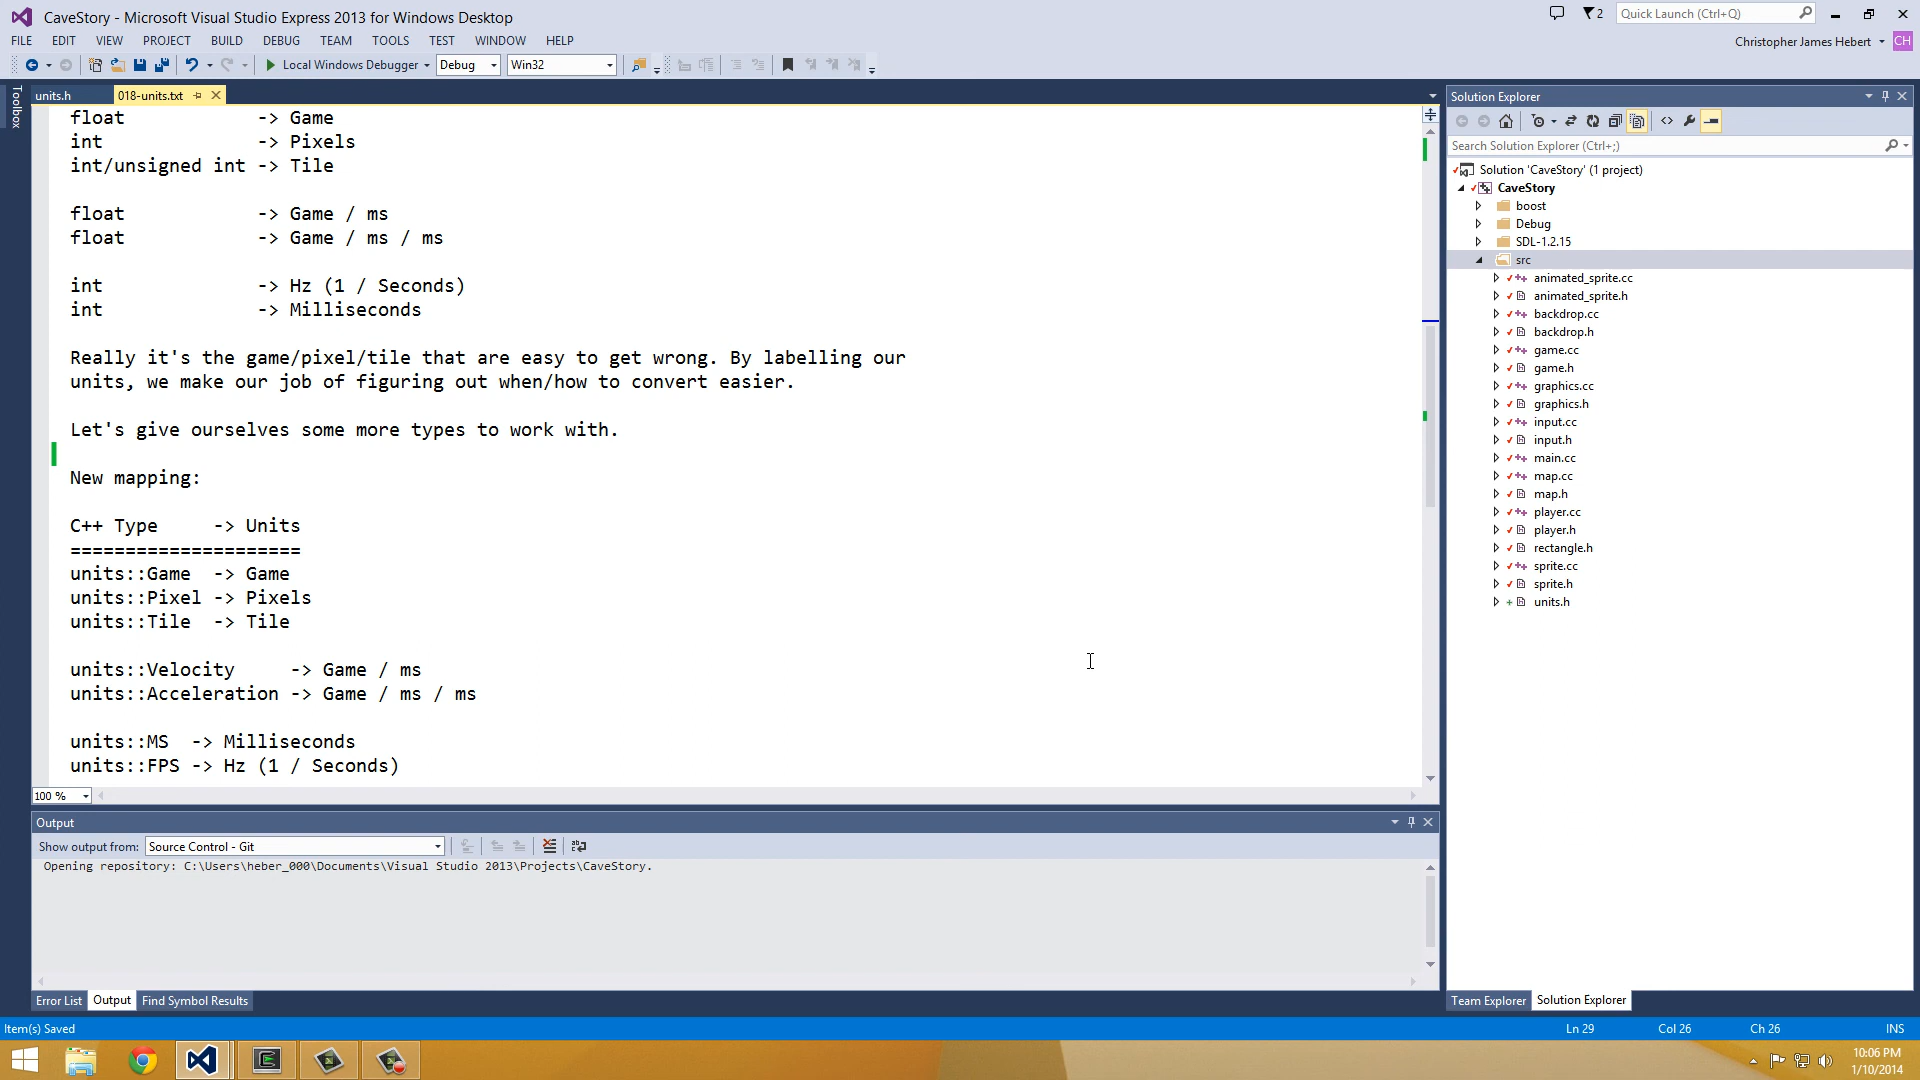 CaveStory - Microsoft Visual Studio Express 2013 for Windows Desktop
2
Quick Launch (Ctrl+Q)
FILE EDIT VIEW PROJECT BUILD DEBUG TEAM TOOLS TEST WINDOW HELP
Christopher James Hebert
CH
Local Windows Debugger
Debug
Win32
Toolbox
units.h
018-units.txt
float -> Game
int -> Pixels
int/unsigned int -> Tile
float -> Game / ms
float -> Game / ms / ms
int -> Hz (1 / Seconds)
int -> Milliseconds
Really it's the game/pixel/tile that are easy to get wrong. By labelling our
units, we make our job of figuring out when/how to convert easier.
Let's give ourselves some more types to work with.
New mapping:
C++ Type -> Units
=====================
units::Game -> Game
units::Pixel -> Pixels
units::Tile -> Tile
units::Velocity -> Game / ms
units::Acceleration -> Game / ms / ms
units::MS -> Milliseconds
units::FPS -> Hz (1 / Seconds)
100 %
Output
Show output from: Source Control - Git
Opening repository: C:\Users\heber_000\Documents\Visual Studio 2013\Projects\CaveStory.
Error List
Output
Find Symbol Results
Solution Explorer
Search Solution Explorer (Ctrl+;)
Solution 'CaveStory' (1 project)
CaveStory
boost
Debug
SDL-1.2.15
src
animated_sprite.cc
animated_sprite.h
backdrop.cc
backdrop.h
game.cc
game.h
graphics.cc
graphics.h
input.cc
input.h
main.cc
map.cc
map.h
player.cc
player.h
rectangle.h
sprite.cc
sprite.h
units.h
Team Explorer
Solution Explorer
Item(s) Saved
Ln 29
Col 26
Ch 26
INS
10:06 PM
1/10/2014